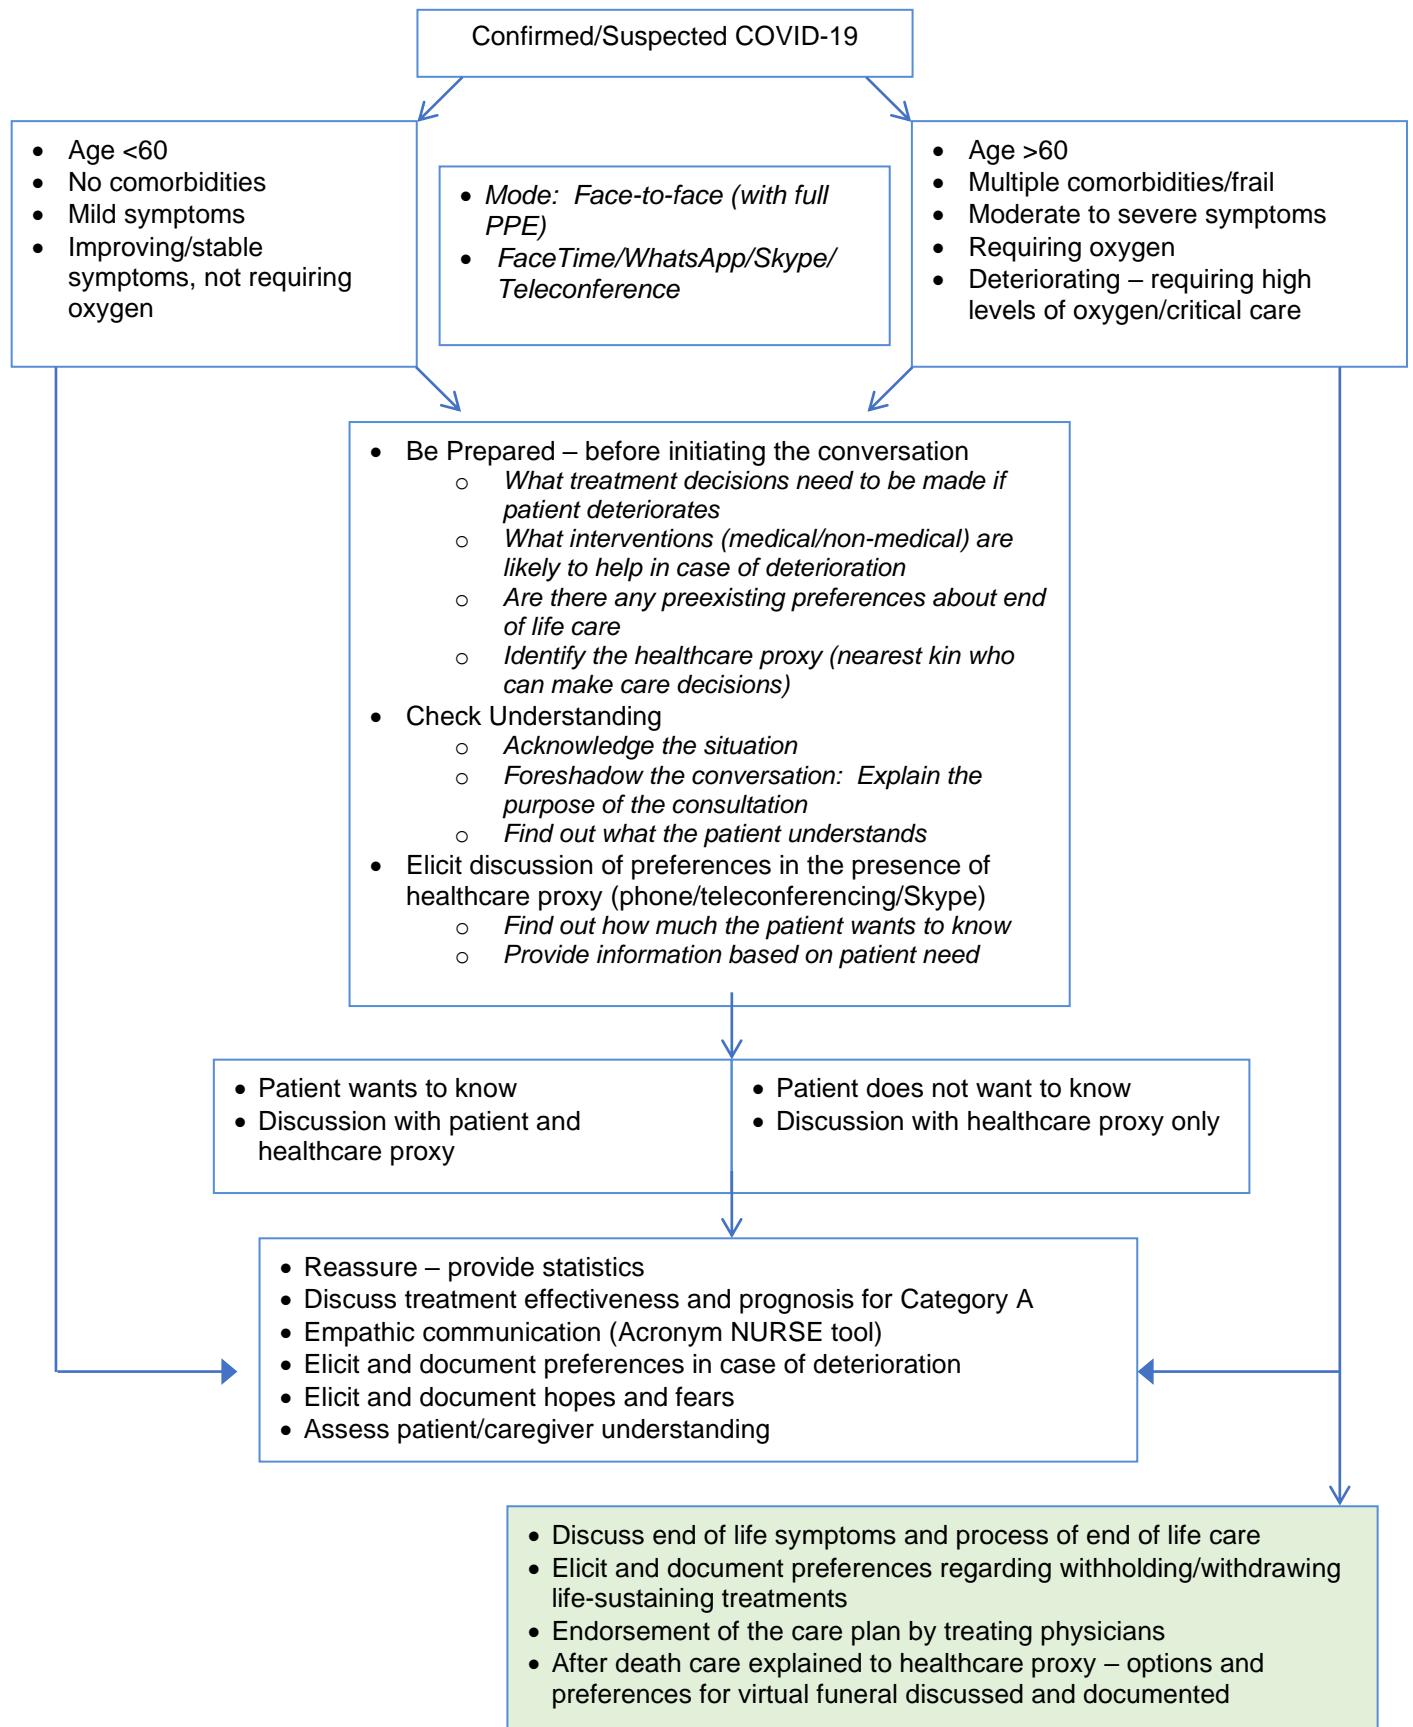 Confirmed/Suspected COVID-19
• Age <60
• No comorbidities
• Mild symptoms
• Improving/stable
symptoms, not requiring
oxygen
• Mode: Face-to-face (with full
PPE)
• FaceTime/WhatsApp/Skype/
Teleconference
• Age >60
• Multiple comorbidities/frail
• Moderate to severe symptoms
• Requiring oxygen
• Deteriorating – requiring high
levels of oxygen/critical care
• Be Prepared – before initiating the conversation
o What treatment decisions need to be made if
patient deteriorates
o What interventions (medical/non-medical) are
likely to help in case of deterioration
o Are there any preexisting preferences about end
of life care
o Identify the healthcare proxy (nearest kin who
can make care decisions)
• Check Understanding
o Acknowledge the situation
o Foreshadow the conversation: Explain the
purpose of the consultation
o Find out what the patient understands
• Elicit discussion of preferences in the presence of
healthcare proxy (phone/teleconferencing/Skype)
o Find out how much the patient wants to know
o Provide information based on patient need
• Patient wants to know
• Discussion with patient and
healthcare proxy
• Patient does not want to know
• Discussion with healthcare proxy only
• Reassure – provide statistics
• Discuss treatment effectiveness and prognosis for Category A
• Empathic communication (Acronym NURSE tool)
• Elicit and document preferences in case of deterioration
• Elicit and document hopes and fears
• Assess patient/caregiver understanding
• Discuss end of life symptoms and process of end of life care
• Elicit and document preferences regarding withholding/withdrawing
life-sustaining treatments
• Endorsement of the care plan by treating physicians
• After death care explained to healthcare proxy – options and
preferences for virtual funeral discussed and documented